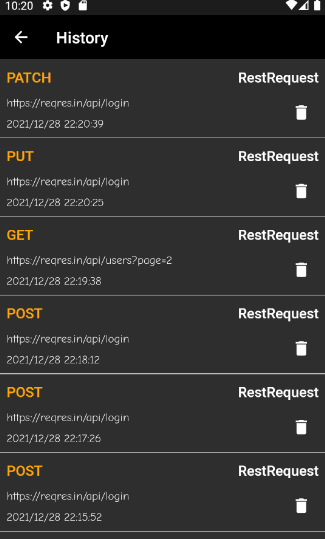 10:20
History
PATCH RestRequest
https://reqres.in/api/login
2021/12/28 22:20:39
PUT RestRequest
https://reqres.in/api/login
2021/12/28 22:20:25
GET RestRequest
https://reqres.in/api/users?page=2
2021/12/28 22:19:38
POST RestRequest
https://reqres.in/api/login
2021/12/28 22:18:12
POST RestRequest
https://reqres.in/api/login
2021/12/28 22:17:26
POST RestRequest
https://reqres.in/api/login
2021/12/28 22:15:52